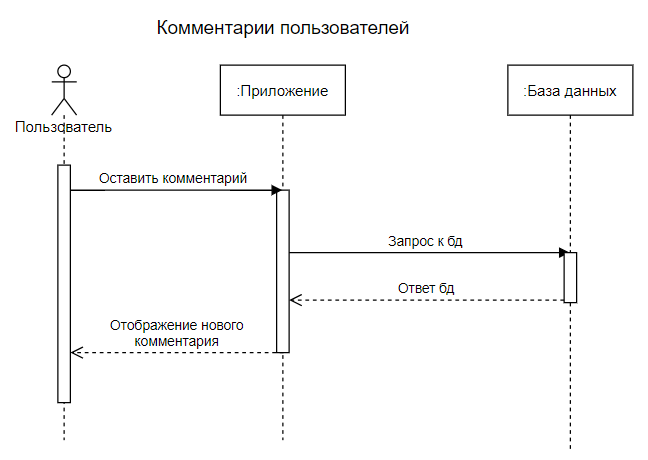 Комментарии пользователей
:Приложение
:База данных
Пользователь
Оставить комментарий
Запрос к бд
Ответ бд
Отображение нового
комментария